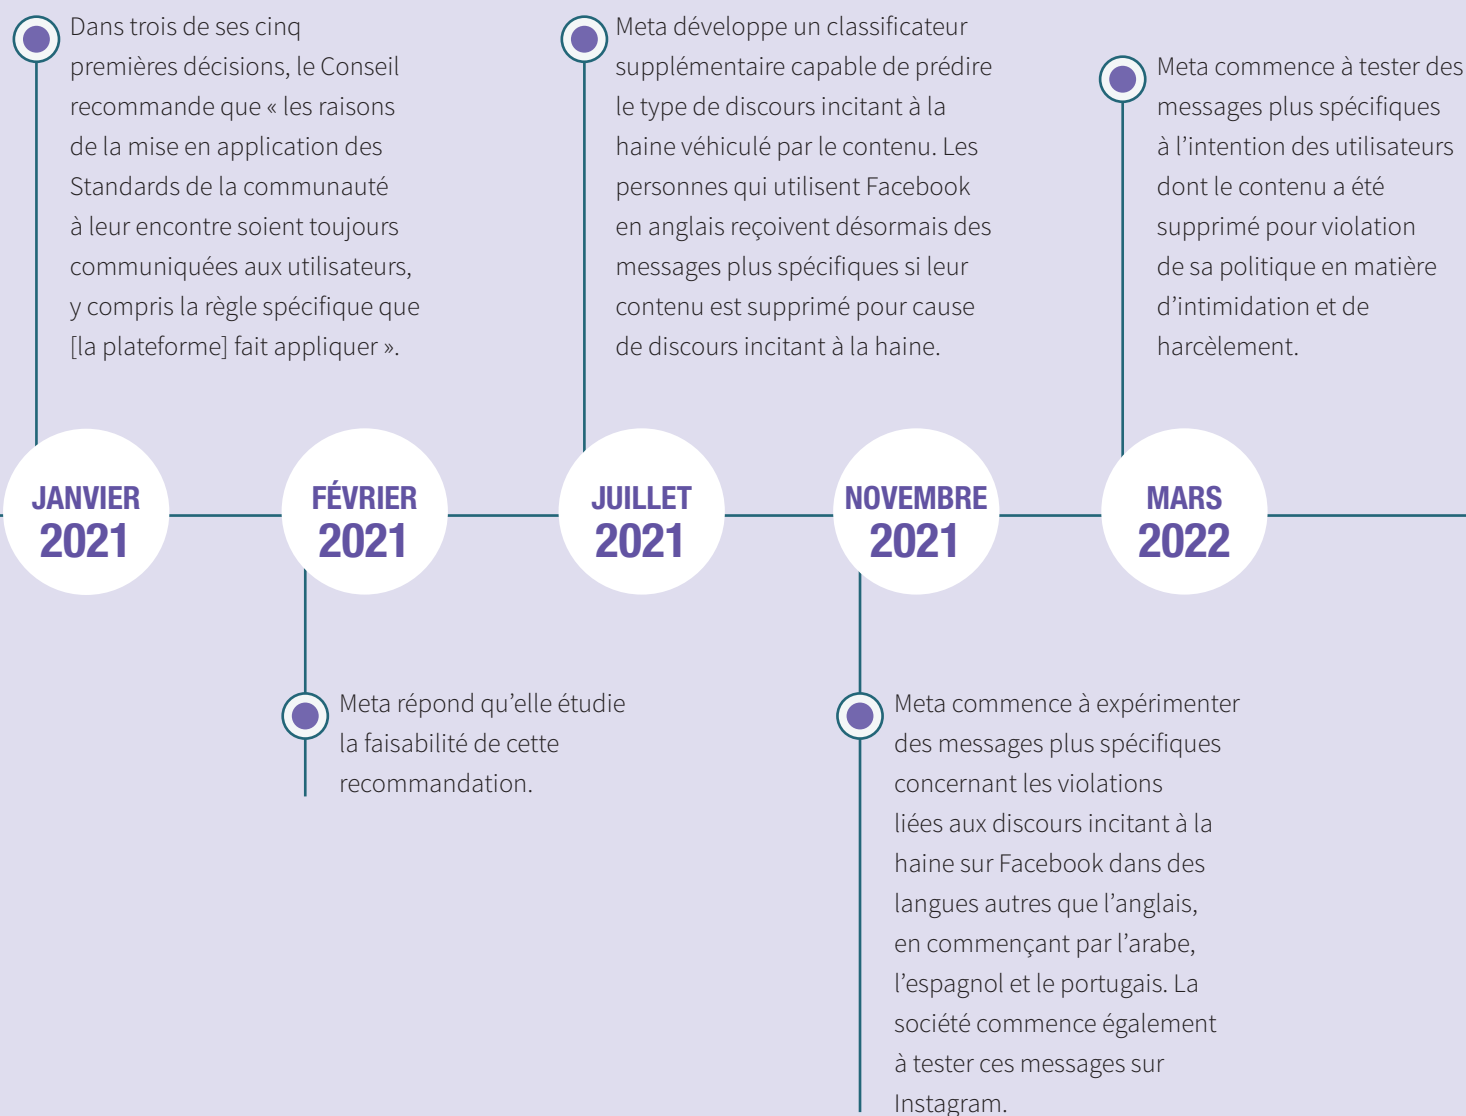 Dans trois de ses cinq
premières décisions, le Conseil
recommande que « les raisons
de la mise en application des
Standards de la communauté
à leur encontre soient toujours
communiquées aux utilisateurs,
y compris la règle spécifique que
[la plateforme] fait appliquer ».
Meta développe un classificateur
supplémentaire capable de prédire
le type de discours incitant à la
haine véhiculé par le contenu. Les
personnes qui utilisent Facebook
en anglais reçoivent désormais des
messages plus spécifiques si leur
contenu est supprimé pour cause
de discours incitant à la haine.
Meta commence à tester des
messages plus spécifiques
à l’intention des utilisateurs
dont le contenu a été
supprimé pour violation
de sa politique en matière
d’intimidation et de
harcèlement.
JANVIER
2021
FÉVRIER
2021
JUILLET
2021
NOVEMBRE
2021
MARS
2022
Meta répond qu’elle étudie
la faisabilité de cette
recommandation.
Meta commence à expérimenter
des messages plus spécifiques
concernant les violations
liées aux discours incitant à la
haine sur Facebook dans des
langues autres que l’anglais,
en commençant par l’arabe,
l’espagnol et le portugais. La
société commence également
à tester ces messages sur
Instagram.